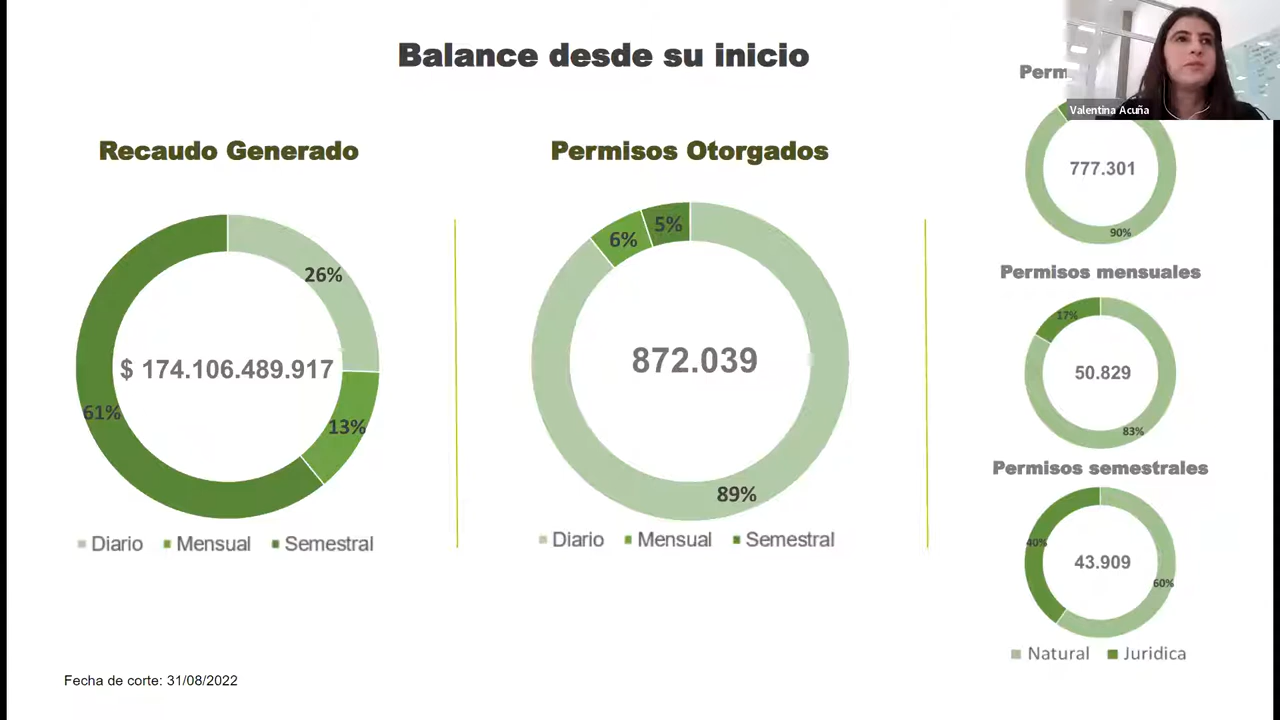 Balance desde su inicio
Recaudo Generado
26%
$ 174.106.489.917
61%
13%
Diario Mensual Semestral
Permisos Otorgados
5%
6%
872.039
89%
Diario Mensual Semestral
Valentina Acuña
777.301
90%
Permisos mensuales
17%
50.829
83%
Permisos semestrales
40%
43.909
60%
Natural Juridica
Fecha de corte: 31/08/2022